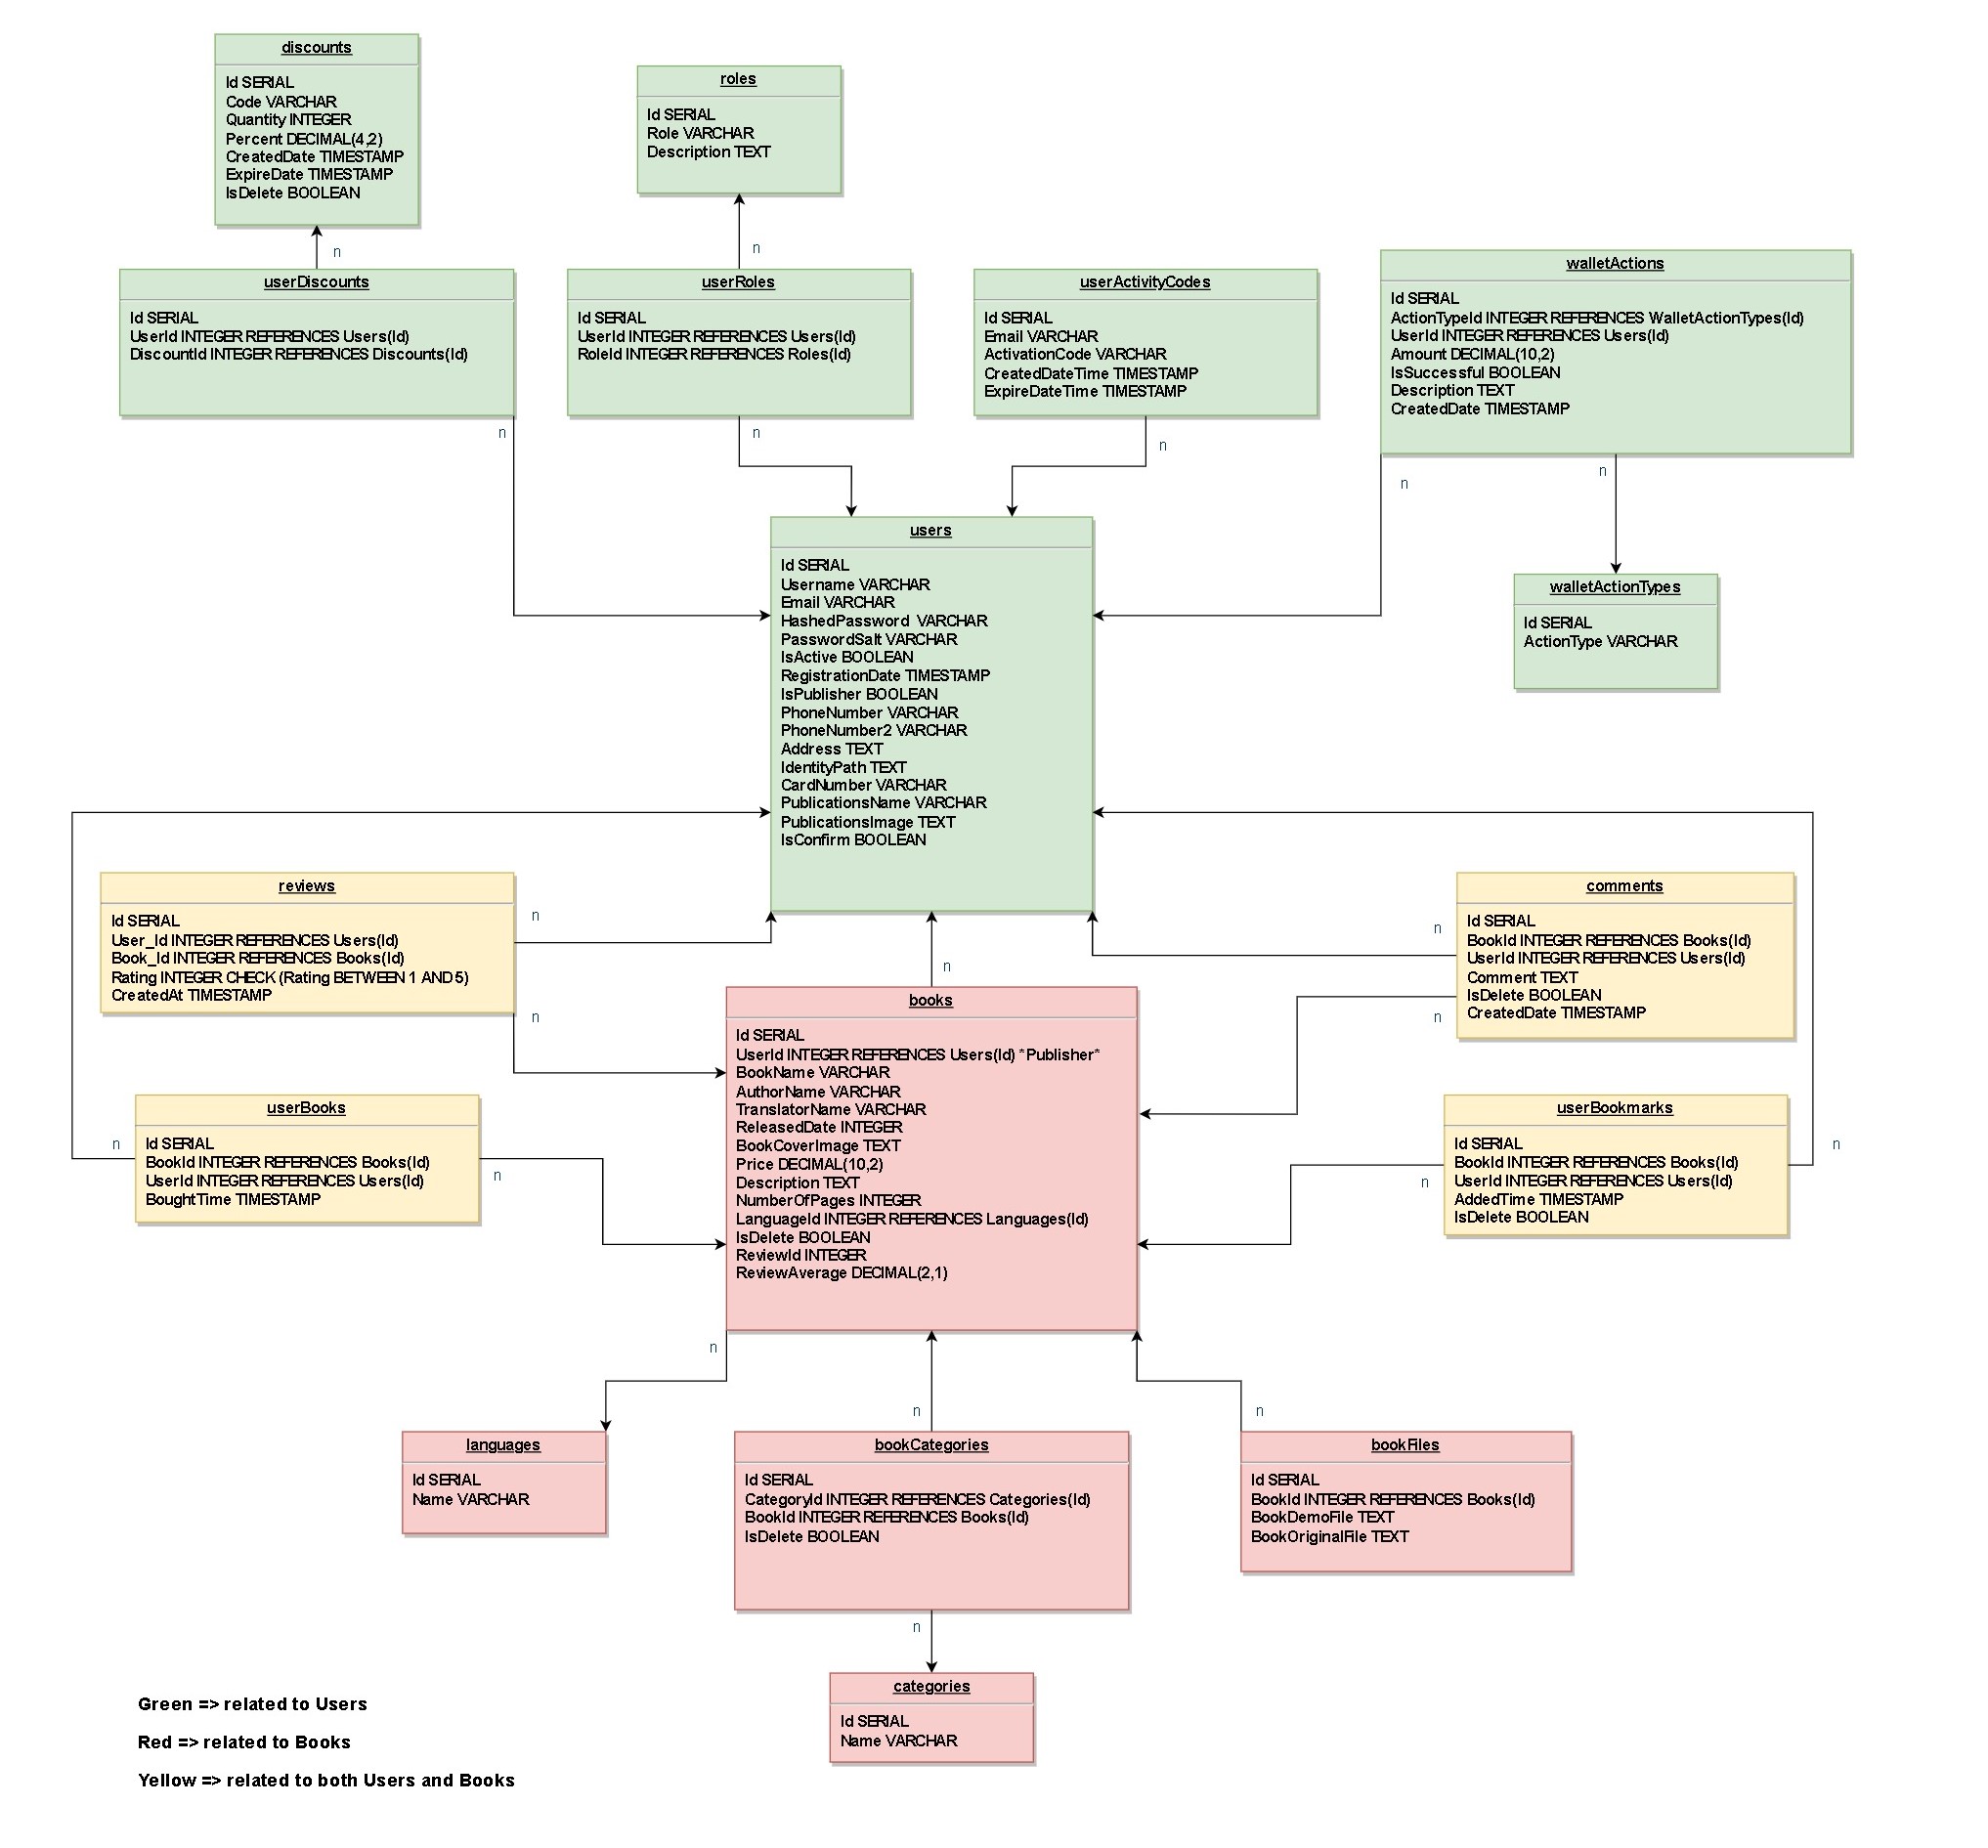 discounts
Id SERIAL
Code VARCHAR
Quantity INTEGER
Percent DECIMAL(4,2)
CreatedDate TIMESTAMP
ExpireDate TIMESTAMP
IsDelete BOOLEAN
n
roles
Id SERIAL
Role VARCHAR
Description TEXT
n
userDiscounts
Id SERIAL
UserId INTEGER REFERENCES Users(Id)
DiscountId INTEGER REFERENCES Discounts(Id)
n
userRoles
Id SERIAL
UserId INTEGER REFERENCES Users(Id)
RoleId INTEGER REFERENCES Roles(Id)
n
userActivityCodes
Id SERIAL
Email VARCHAR
ActivationCode VARCHAR
CreatedDateTime TIMESTAMP
ExpireDateTime TIMESTAMP
n
walletActions
Id SERIAL
ActionTypeId INTEGER REFERENCES WalletActionTypes(Id)
UserId INTEGER REFERENCES Users(Id)
Amount DECIMAL(10,2)
IsSuccessful BOOLEAN
Description TEXT
CreatedDate TIMESTAMP
n
n
users
Id SERIAL
Username VARCHAR
Email VARCHAR
HashedPassword  VARCHAR
PasswordSalt VARCHAR
IsActive BOOLEAN
RegistrationDate TIMESTAMP
IsPublisher BOOLEAN
PhoneNumber VARCHAR
PhoneNumber2 VARCHAR
Address TEXT
IdentityPath TEXT
CardNumber VARCHAR
PublicationsName VARCHAR
PublicationsImage TEXT
IsConfirm BOOLEAN
walletActionTypes
Id SERIAL
ActionType VARCHAR
reviews
Id SERIAL
User_Id INTEGER REFERENCES Users(Id)
Book_Id INTEGER REFERENCES Books(Id)
Rating INTEGER CHECK (Rating BETWEEN 1 AND 5)
CreatedAt TIMESTAMP
n
n
n
comments
Id SERIAL
BookId INTEGER REFERENCES Books(Id)
UserId INTEGER REFERENCES Users(Id)
Comment TEXT
IsDelete BOOLEAN
CreatedDate TIMESTAMP
n
n
books
Id SERIAL
UserId INTEGER REFERENCES Users(Id) *Publisher*
BookName VARCHAR
AuthorName VARCHAR
TranslatorName VARCHAR
ReleasedDate INTEGER
BookCoverImage TEXT
Price DECIMAL(10,2)
Description TEXT
NumberOfPages INTEGER
LanguageId INTEGER REFERENCES Languages(Id)
IsDelete BOOLEAN
ReviewId INTEGER
ReviewAverage DECIMAL(2,1)
userBooks
Id SERIAL
BookId INTEGER REFERENCES Books(Id)
UserId INTEGER REFERENCES Users(Id)
BoughtTime TIMESTAMP
n
n
userBookmarks
Id SERIAL
BookId INTEGER REFERENCES Books(Id)
UserId INTEGER REFERENCES Users(Id)
AddedTime TIMESTAMP
IsDelete BOOLEAN
n
n
n
n
n
languages
Id SERIAL
Name VARCHAR
bookCategories
Id SERIAL
CategoryId INTEGER REFERENCES Categories(Id)
BookId INTEGER REFERENCES Books(Id)
IsDelete BOOLEAN
n
bookFiles
Id SERIAL
BookId INTEGER REFERENCES Books(Id)
BookDemoFile TEXT
BookOriginalFile TEXT
categories
Id SERIAL
Name VARCHAR
Green => related to Users
Red => related to Books
Yellow => related to both Users and Books